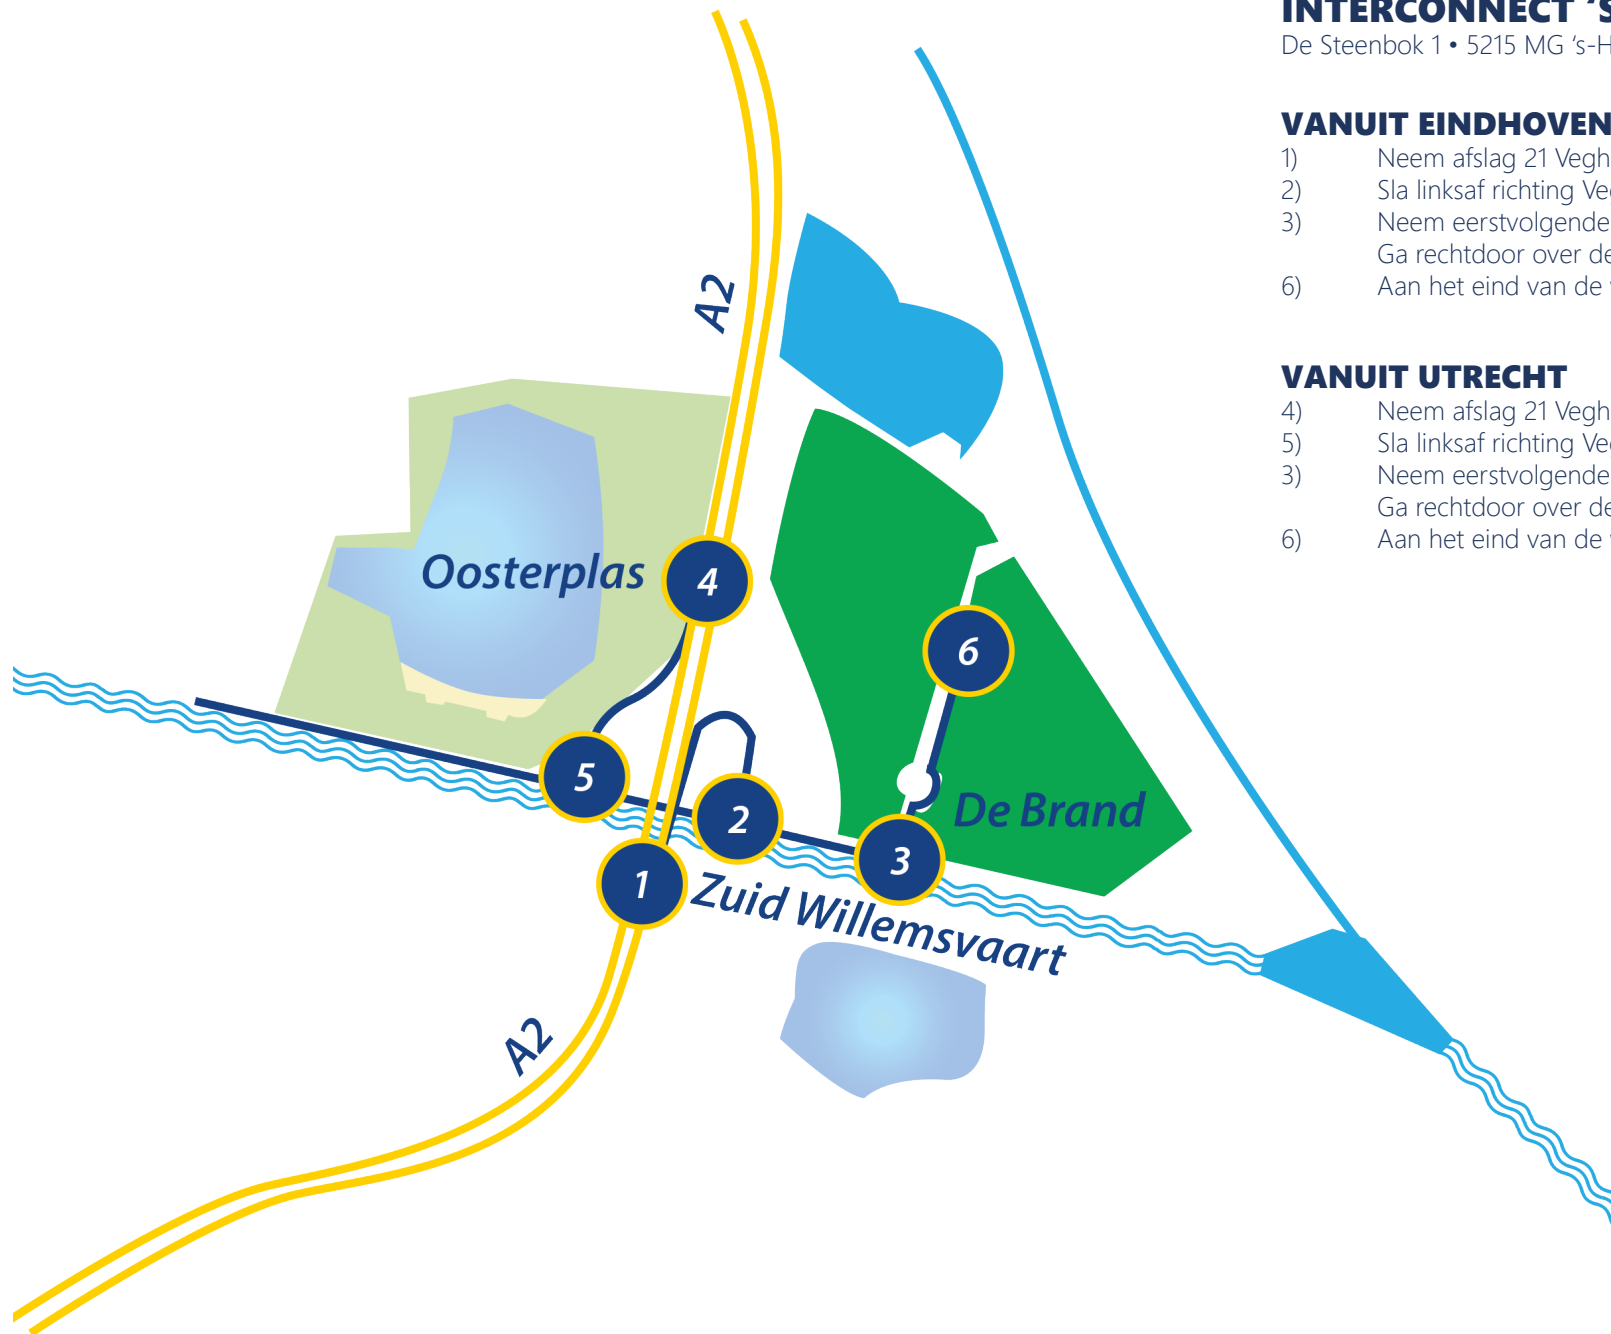 INTERCONNECT ‘S
De Steenbok 1 • 5215 MG ‘s-H
VANUIT EINDHOVEN
1) Neem afslag 21 Vegh
2) Sla linksaf richting Ve
3) Neem eerstvolgende
Ga rechtdoor over de
6) Aan het eind van de
VANUIT UTRECHT
4) Neem afslag 21 Vegh
5) Sla linksaf richting Ve
3) Neem eerstvolgende
Ga rechtdoor over de
6) Aan het eind van de
A2
Oosterplas
4
6
5
2
De Brand
3
1
Zuid Willemsvaart
A2